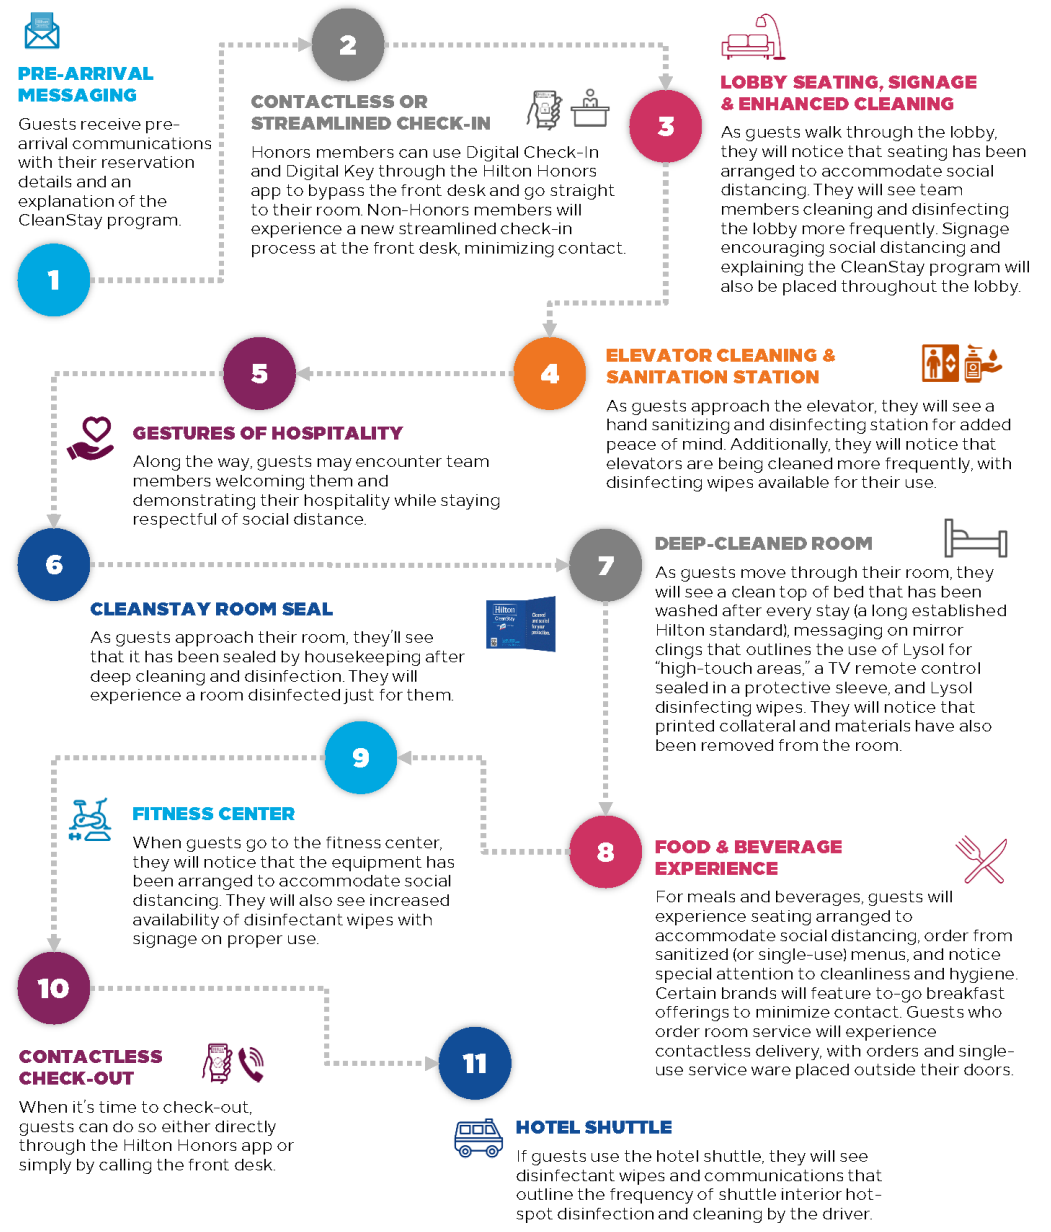 PRE-ARRIVAL
MESSAGING
Guests receive pre-
arrival communications
with their reservation
details and an
explanation of the
CleanStay program.
1
2
CONTACTLESS OR
STREAMLINED CHECK-IN
Honors members can use Digital Check-In
and Digital Key through the Hilton Honors
app to bypass the front desk and go straight
to their room. Non-Honors members will
experience a new streamlined check-in
process at the front desk, minimizing contact.
3
LOBBY SEATING, SIGNAGE
& ENHANCED CLEANING
As guests walk through the lobby,
they will notice that seating has been
arranged to accommodate social
distancing. They will see team
members cleaning and disinfecting
the lobby more frequently. Signage
encouraging social distancing and
explaining the CleanStay program will
also be placed throughout the lobby.
4
ELEVATOR CLEANING &
SANITATION STATION
As guests approach the elevator, they will see a
hand sanitizing and disinfecting station for added
peace of mind. Additionally, they will notice that
elevators are being cleaned more frequently, with
disinfecting wipes available for their use.
5
GESTURES OF HOSPITALITY
Along the way, guests may encounter team
members welcoming them and
demonstrating their hospitality while staying
respectful of social distance.
6
CLEANSTAY ROOM SEAL
As guests approach their room, they'll see
that it has been sealed by housekeeping after
deep cleaning and disinfection. They will
experience a room disinfected just for them.
Hilton
CleanStay
7
DEEP-CLEANED ROOM
As guests move through their room, they
will see a clean top of bed that has been
washed after every stay (a long established
Hilton standard), messaging on mirror
clings that outlines the use of Lysol for
“high-touch areas,” a TV remote control
sealed in a protective sleeve, and Lysol
disinfecting wipes. They will notice that
printed collateral and materials have also
been removed from the room.
8
FOOD & BEVERAGE
EXPERIENCE
For meals and beverages, guests will
experience seating arranged to
accommodate social distancing, order from
sanitized (or single-use) menus, and notice
special attention to cleanliness and hygiene.
Certain brands will feature to-go breakfast
offerings to minimize contact. Guests who
order room service will experience
contactless delivery, with orders and single-
use service ware placed outside their doors.
9
FITNESS CENTER
When guests go to the fitness center,
they will notice that the equipment has
been arranged to accommodate social
distancing. They will also see increased
availability of disinfectant wipes with
signage on proper use.
10
CONTACTLESS
CHECK-OUT
When it's time to check-out,
guests can do so either directly
through the Hilton Honors app or
simply by calling the front desk.
11
HOTEL SHUTTLE
If guests use the hotel shuttle, they will see
disinfectant wipes and communications that
outline the frequency of shuttle interior hot-
spot disinfection and cleaning by the driver.